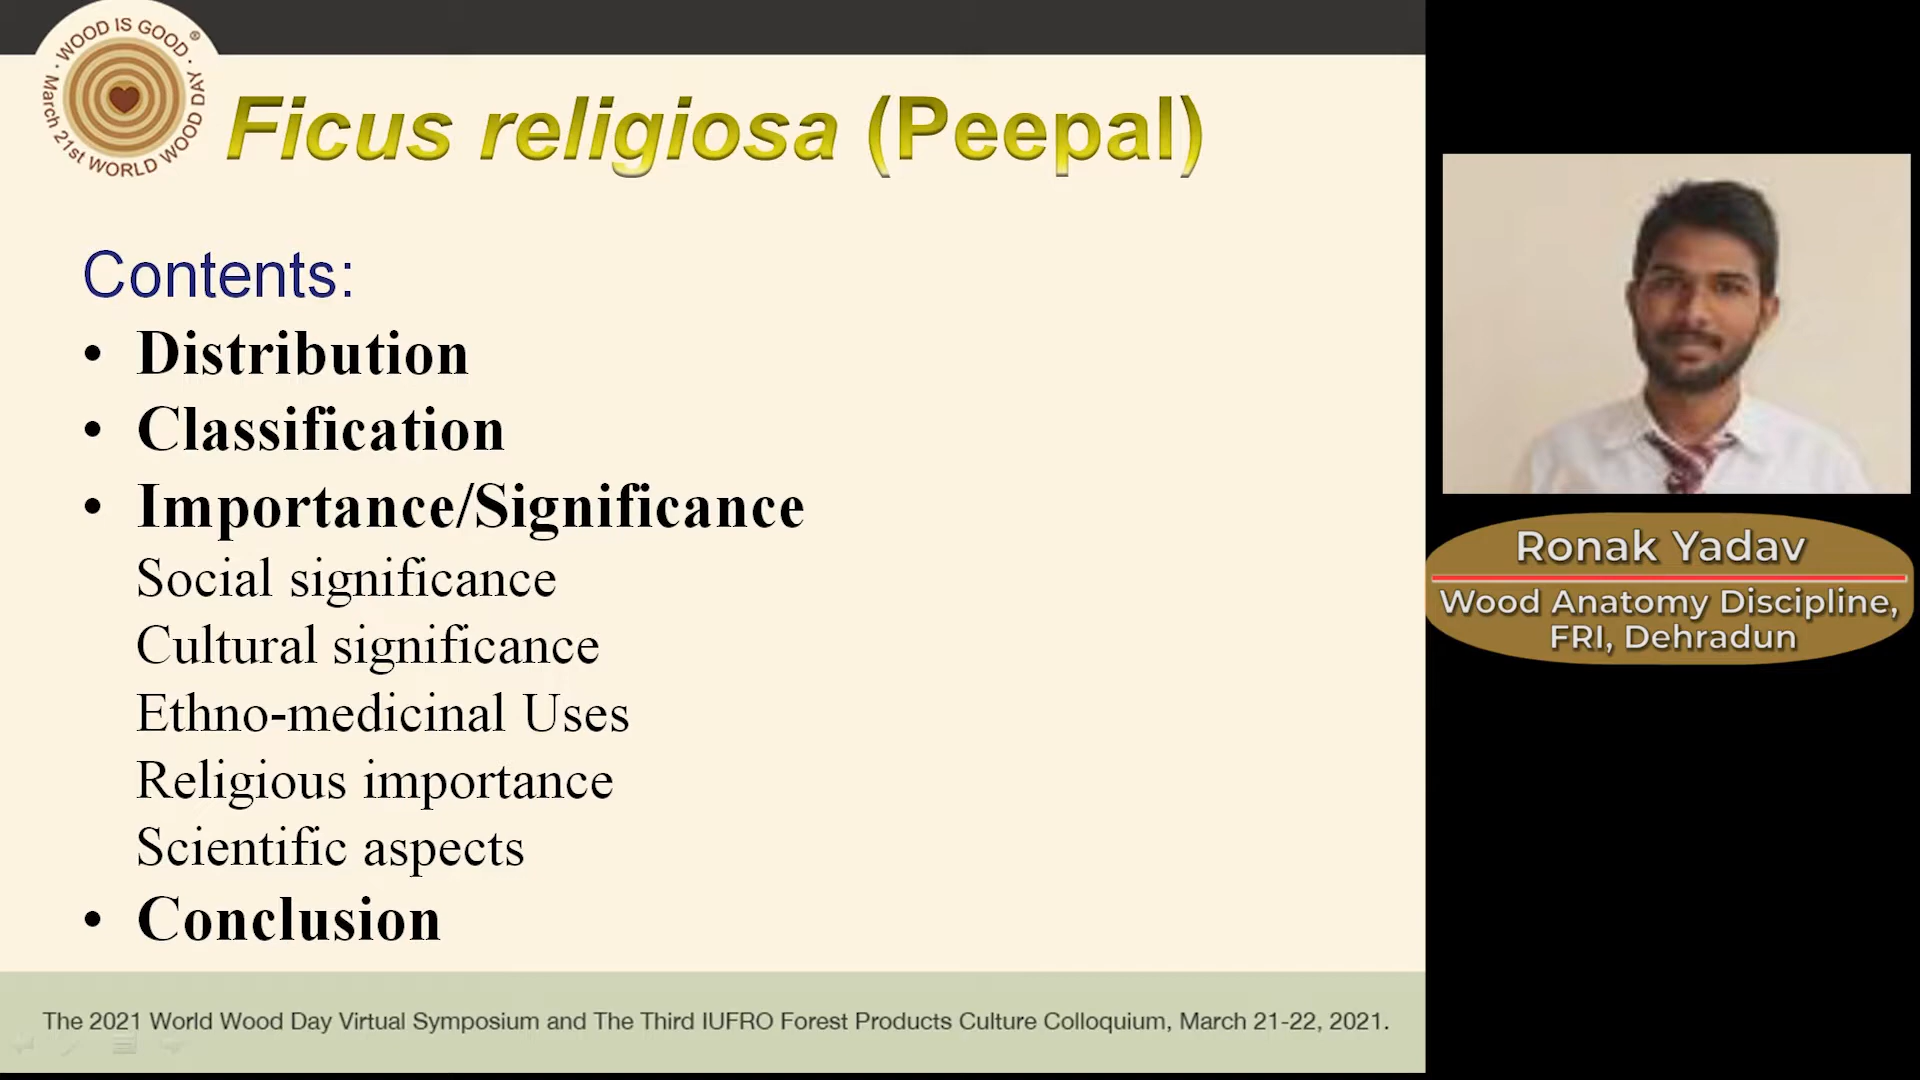 · WOOD IS GOOD ·
®
March 21st WORLD WOOD DAY
Ficus religiosa (Peepal)
Contents:
• Distribution
• Classification
• Importance/Significance
Social significance
Cultural significance
Ethno-medicinal Uses
Religious importance
Scientific aspects
• Conclusion
The 2021 World Wood Day Virtual Symposium and The Third IUFRO Forest Products Culture Colloquium, March 21-22, 2021.
Ronak Yadav
Wood Anatomy Discipline,
FRI, Dehradun